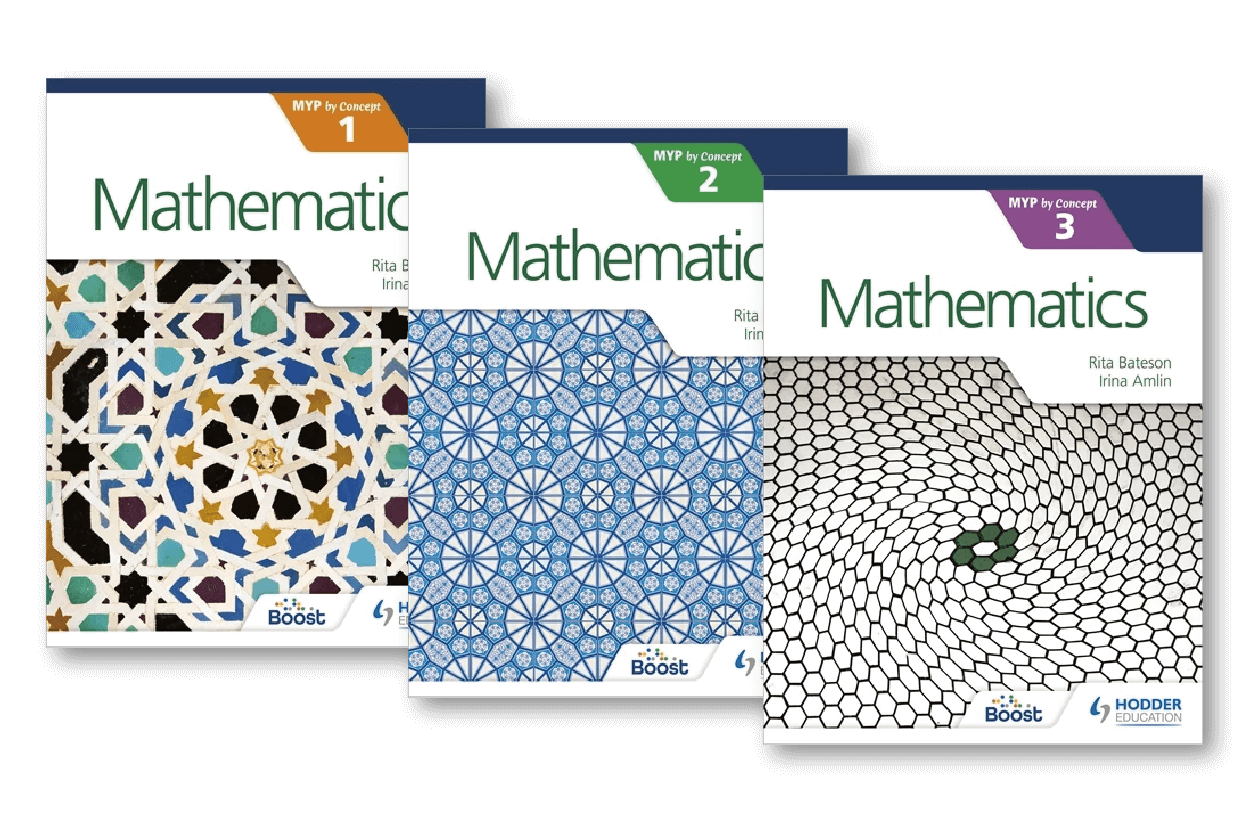 MYP by Concept
1
Mathematic
Rita B
Irina
Boost
MYP by Concept
2
Mathematic
Rita
Irin
Boost
MYP by Concept
3
Mathematics
Rita Bateson
Irina Amlin
Boost
HODDER
EDUCATION